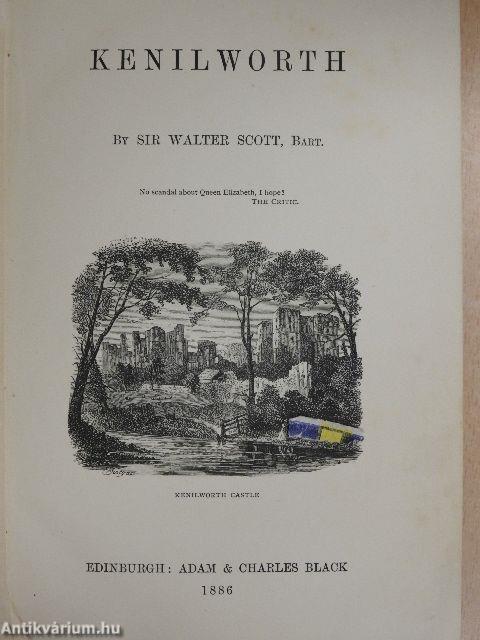 KENILWORTH
BY SIR WALTER SCOTT, BART.
No scandal about Queen Elizabeth, I hope?
THE CRITIC.
KENILWORTH CASTLE
EDINBURGH: ADAM & CHARLES BLACK
1886
Antikvárium.hu